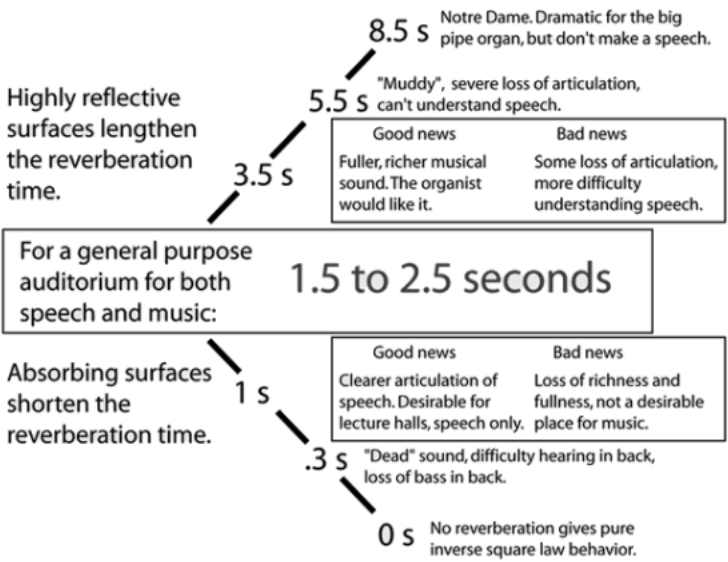 8.5 s
Notre Dame. Dramatic for the big
pipe organ, but don't make a speech.
5.5 s
"Muddy", severe loss of articulation,
can't understand speech.
Highly reflective
surfaces lengthen
the reverberation
time.
3.5 s
Good news
Fuller, richer musical
sound. The organist
would like it.
Bad news
Some loss of articulation,
more difficulty
understanding speech.
For a general purpose
auditorium for both
speech and music:
1.5 to 2.5 seconds
Absorbing surfaces
shorten the
reverberation time.
1 s
Good news
Clearer articulation of
speech. Desirable for
lecture halls, speech only.
Bad news
Loss of richness and
fullness, not a desirable
place for music.
.3 s
"Dead" sound, difficulty hearing in back,
loss of bass in back.
0 s
No reverberation gives pure
inverse square law behavior.